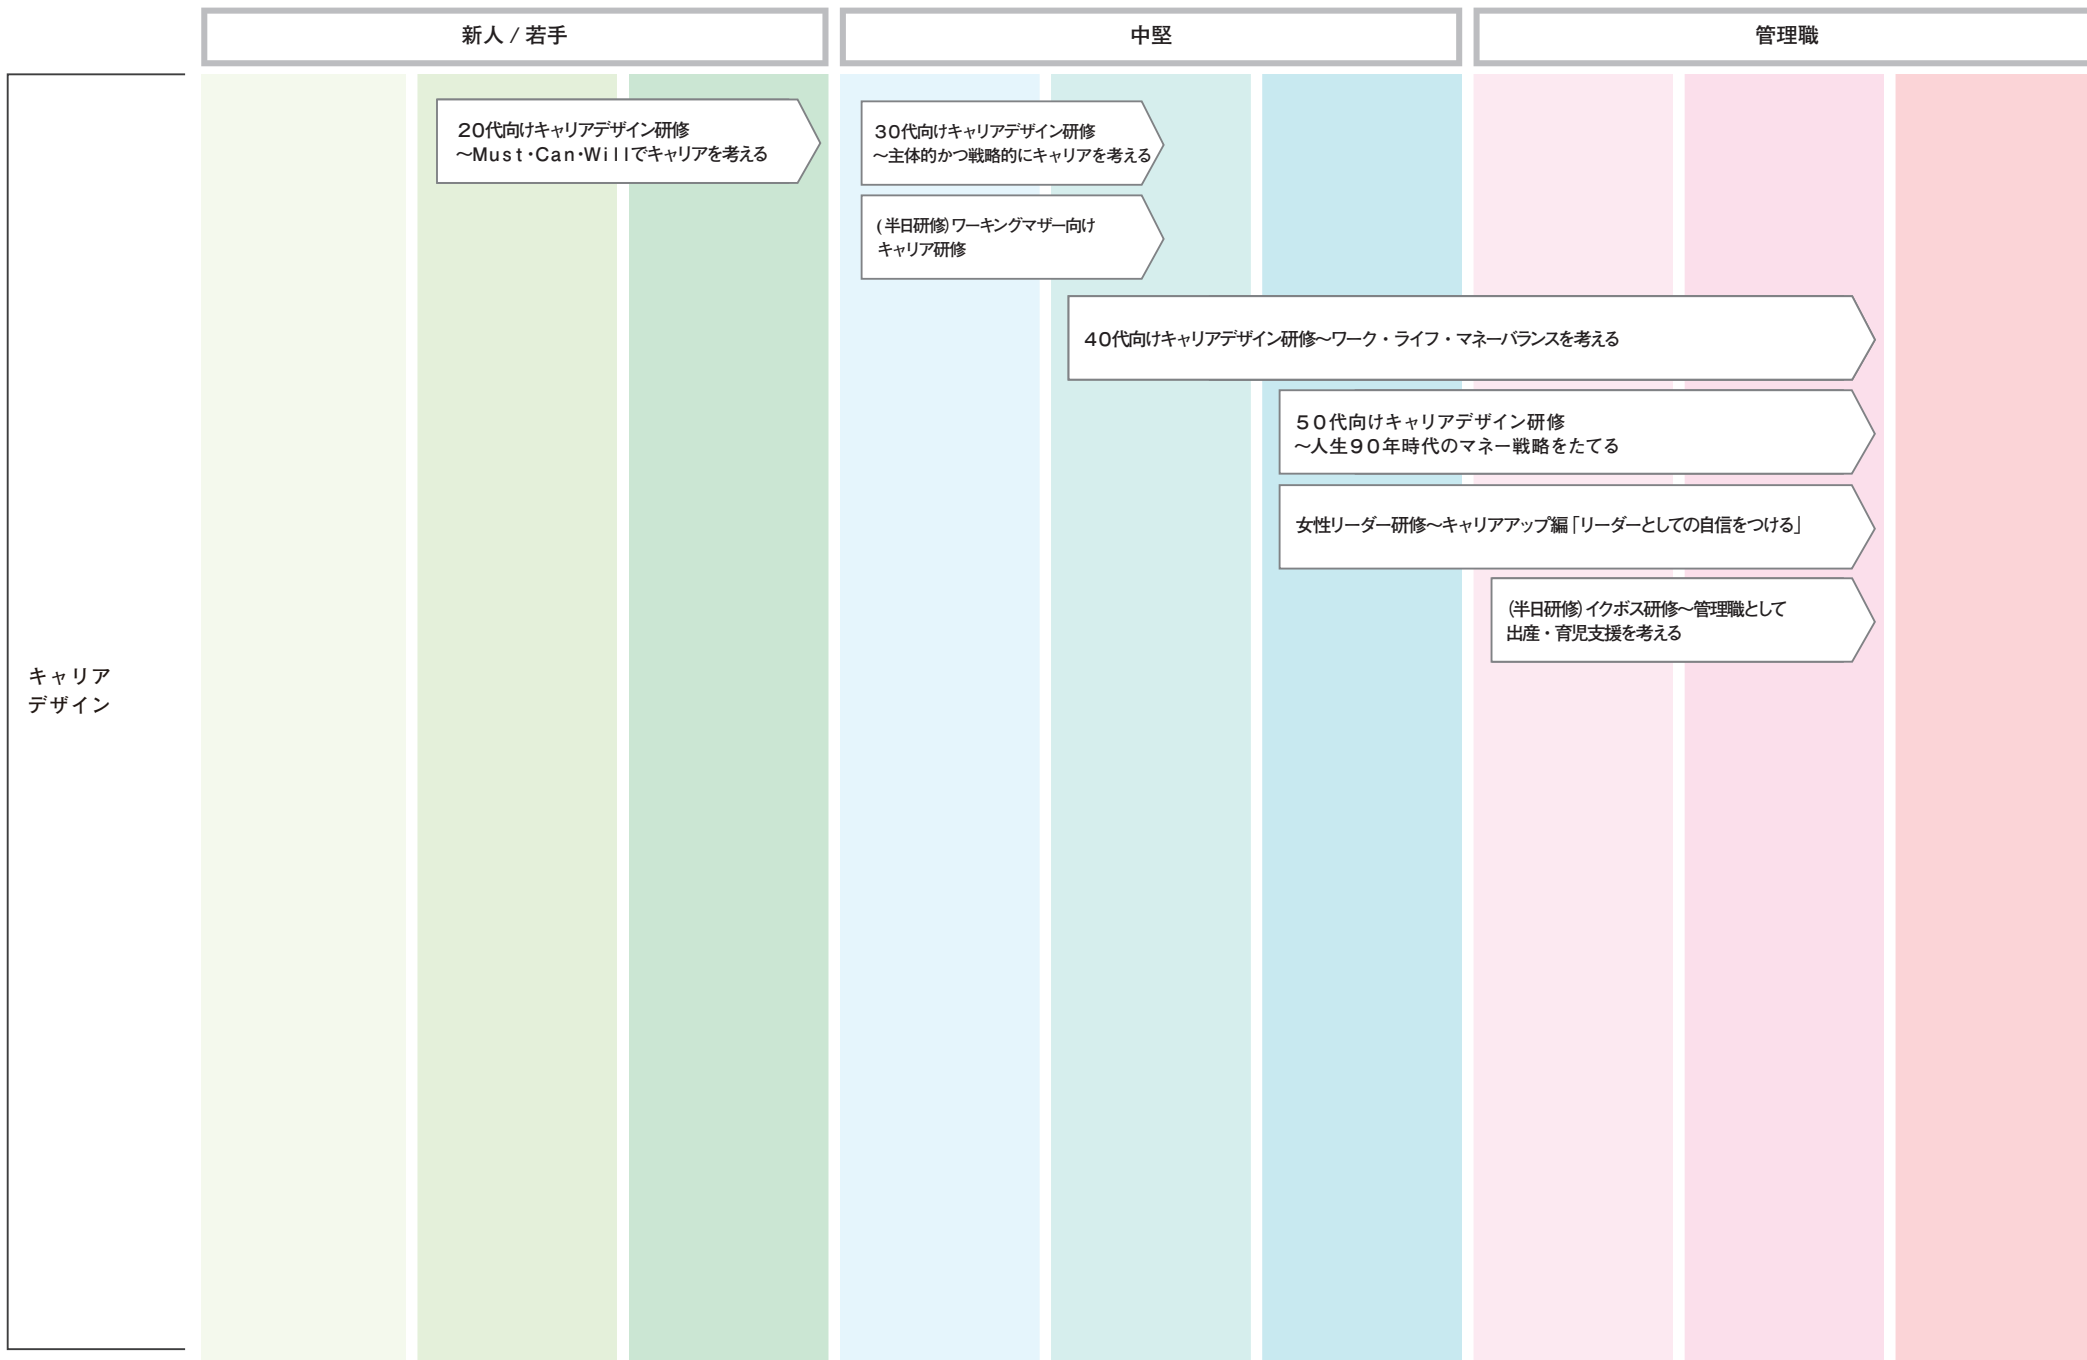 新人 / 若手
中堅
管理職
キャリア
デザイン
20代向けキャリアデザイン研修
～Must・Can・Willでキャリアを考える
30代向けキャリアデザイン研修
～主体的かつ戦略的にキャリアを考える
(半日研修)ワーキングマザー向け
キャリア研修
40代向けキャリアデザイン研修～ワーク・ライフ・マネーバランスを考える
50代向けキャリアデザイン研修
～人生90年時代のマネー戦略をたてる
女性リーダー研修～キャリアアップ編「リーダーとしての自信をつける」
(半日研修)イクボス研修～管理職として
出産・育児支援を考える